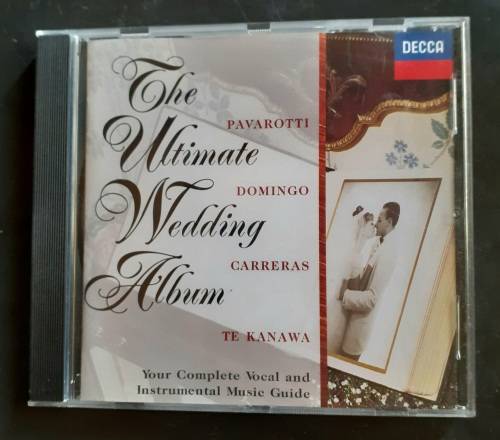 DECCA
The
PAVAROTTI
Ultimate
DOMINGO
Wedding
CARRERAS
Album
TE KANAWA
Your Complete Vocal and
Instrumental Music Guide